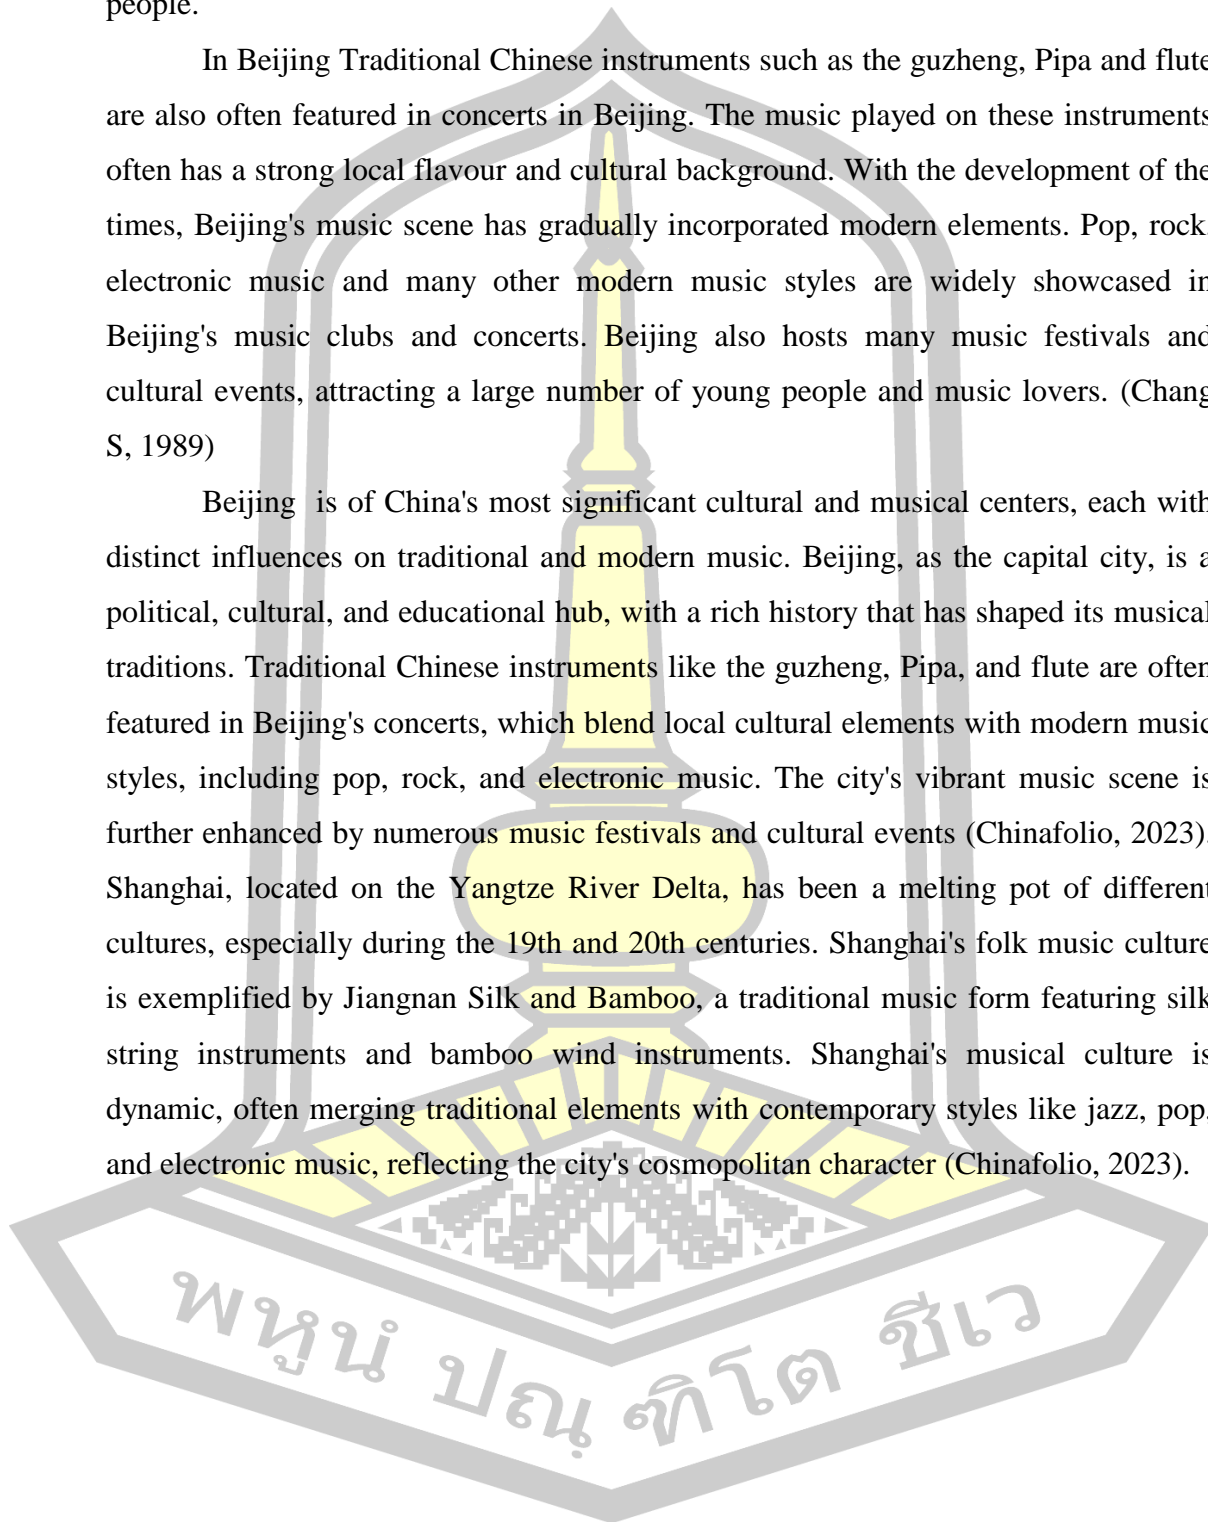 people.
In Beijing Traditional Chinese instruments such as the guzheng, Pipa and flute
are also often featured in concerts in Beijing. The music played on these instruments
often has a strong local flavour and cultural background. With the development of the
times, Beijing's music scene has gradually incorporated modern elements. Pop, rock,
electronic music and many other modern music styles are widely showcased in
Beijing's music clubs and concerts. Beijing also hosts many music festivals and
cultural events, attracting a large number of young people and music lovers. (Chang
S, 1989)
Beijing is of China's most significant cultural and musical centers, each with
distinct influences on traditional and modern music. Beijing, as the capital city, is a
political, cultural, and educational hub, with a rich history that has shaped its musical
traditions. Traditional Chinese instruments like the guzheng, Pipa, and flute are often
featured in Beijing's concerts, which blend local cultural elements with modern music
styles, including pop, rock, and electronic music. The city's vibrant music scene is
further enhanced by numerous music festivals and cultural events (Chinafolio, 2023).
Shanghai, located on the Yangtze River Delta, has been a melting pot of different
cultures, especially during the 19th and 20th centuries. Shanghai's folk music culture
is exemplified by Jiangnan Silk and Bamboo, a traditional music form featuring silk
string instruments and bamboo wind instruments. Shanghai's musical culture is
dynamic, often merging traditional elements with contemporary styles like jazz, pop,
and electronic music, reflecting the city's cosmopolitan character (Chinafolio, 2023).
พหูนํ ปณฺฑิโต ชีเว